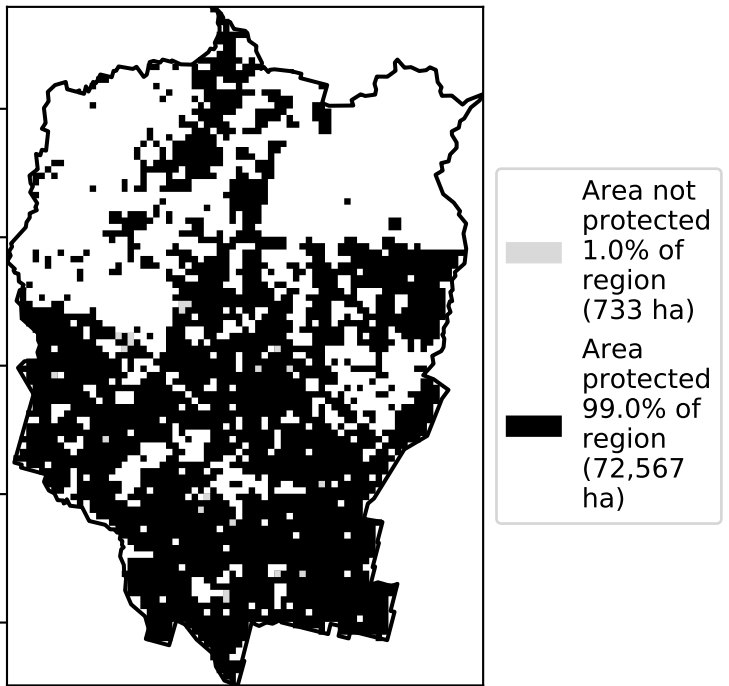 Area not
protected
1.0% of
region
(733 ha)
Area
protected
99.0% of
region
(72,567
ha)